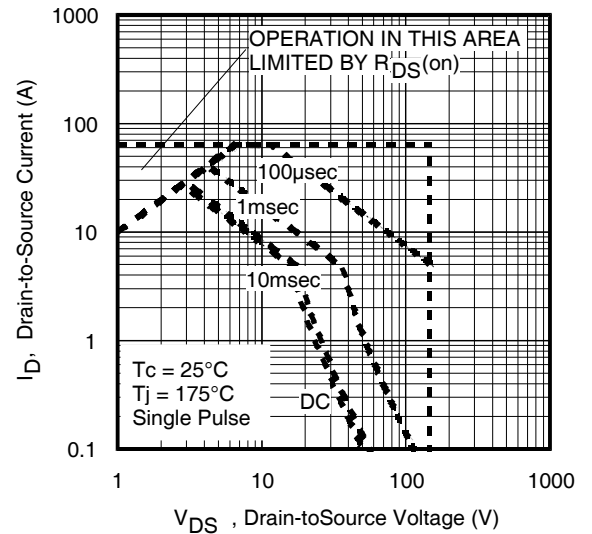 1000
OPERATION IN THIS AREA
LIMITED BY RDS(on)
100
100µsec
1msec
10
10msec
1
Tc = 25°C
Tj = 175°C
Single Pulse
DC
0.1
1
10
100
1000
VDS , Drain-toSource Voltage (V)
ID, Drain-to-Source Current (A)